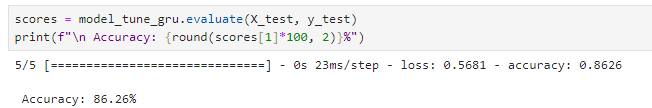 scores = model_tune_gru.evaluate(X_test, y_test)
print(f"\n Accuracy: {round(scores[1]*100, 2)}%")
5/5 [==============================] - 0s 23ms/step - loss: 0.5681 - accuracy: 0.8626
Accuracy: 86.26%